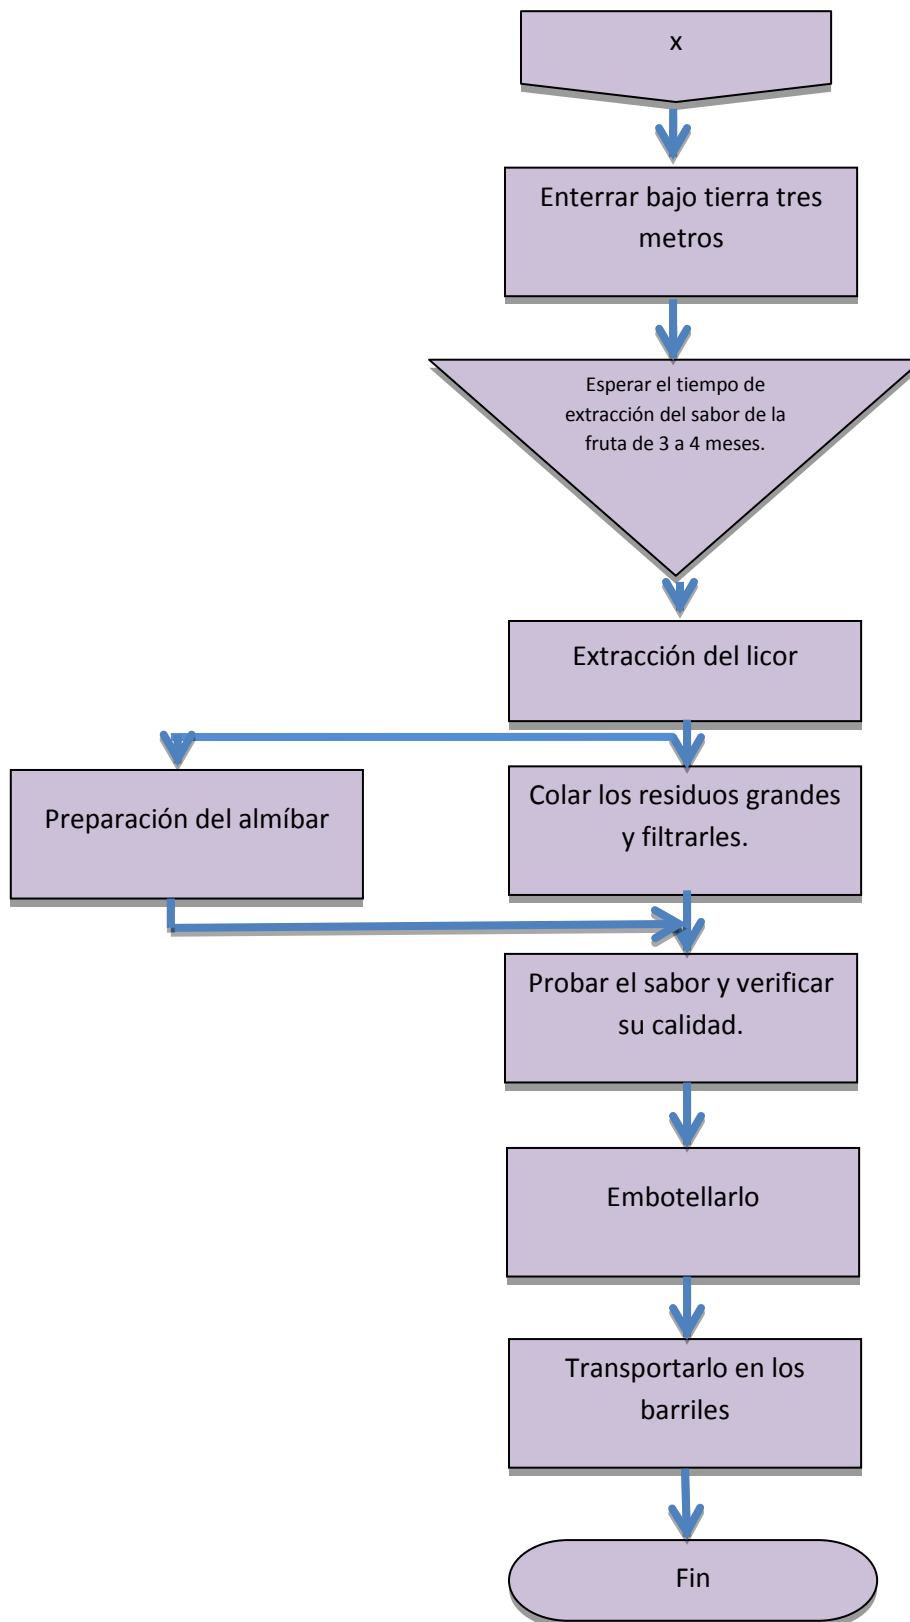 x
Enterrar bajo tierra tres
metros
Esperar el tiempo de
extracción del sabor de la
fruta de 3 a 4 meses.
Extracción del licor
Preparación del almíbar
Colar los residuos grandes
y filtrarles.
Probar el sabor y verificar
su calidad.
Embotellarlo
Transportarlo en los
barriles
Fin